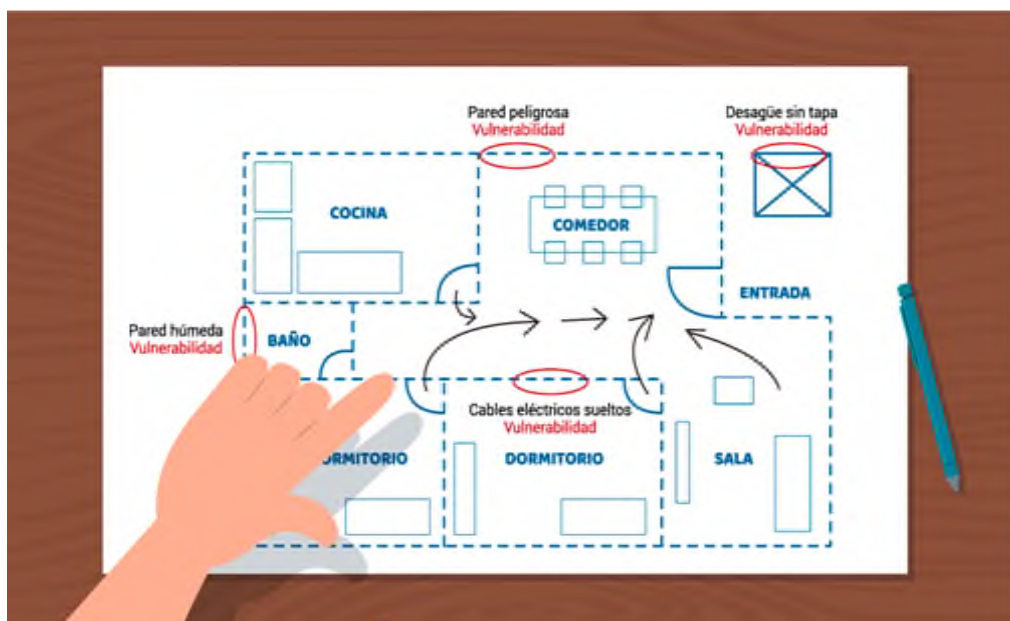 Pared peligrosa
Vulnerabilidad
Desagüe sin tapa
Vulnerabilidad
COCINA
COMEDOR
ENTRADA
Pared húmeda
Vulnerabilidad
BAÑO
Cables eléctricos sueltos
Vulnerabilidad
ORMITORIO
DORMITORIO
SALA